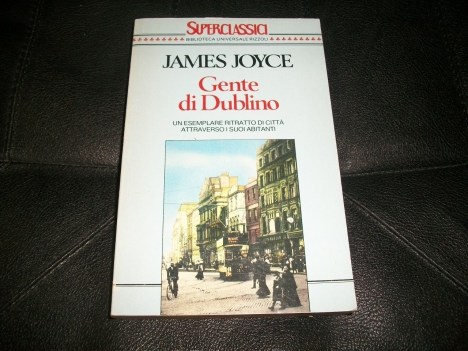 SUPERCLASSICI
BIBLIOTECA UNIVERSALE RIZZOLI
JAMES JOYCE
Gente
di Dublino
UN ESEMPLARE RITRATTO DI CITTÀ
ATTRAVERSO I SUOI ABITANTI